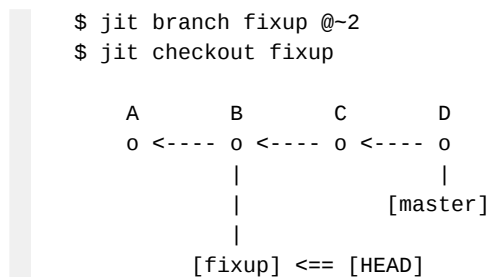 $ jit branch fixup @~2
$ jit checkout fixup
A B C D
o <---- o <---- o <---- o
| |
| [master]
|
[fixup] <== [HEAD]